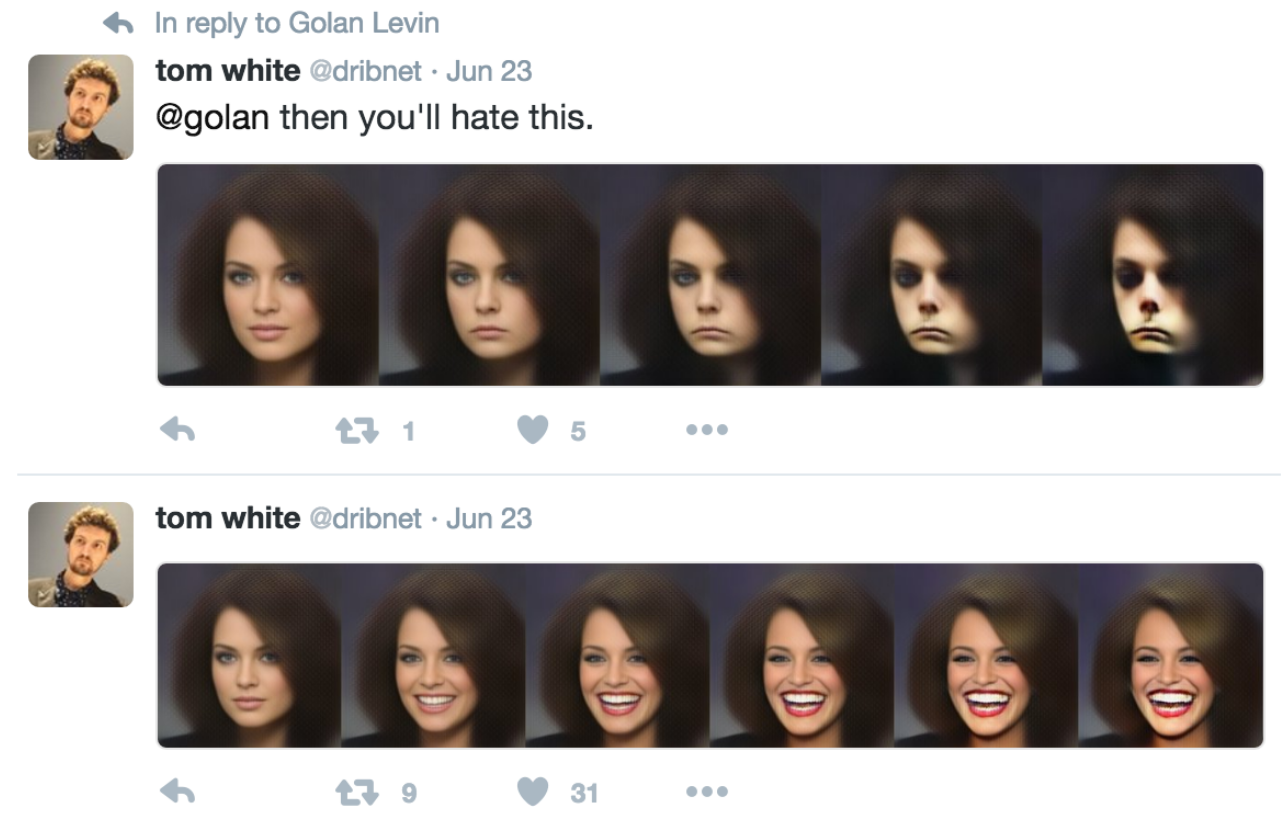 In reply to Golan Levin
tom white @dribnet · Jun 23
@golan then you'll hate this.
1
5
tom white @dribnet · Jun 23
9
31